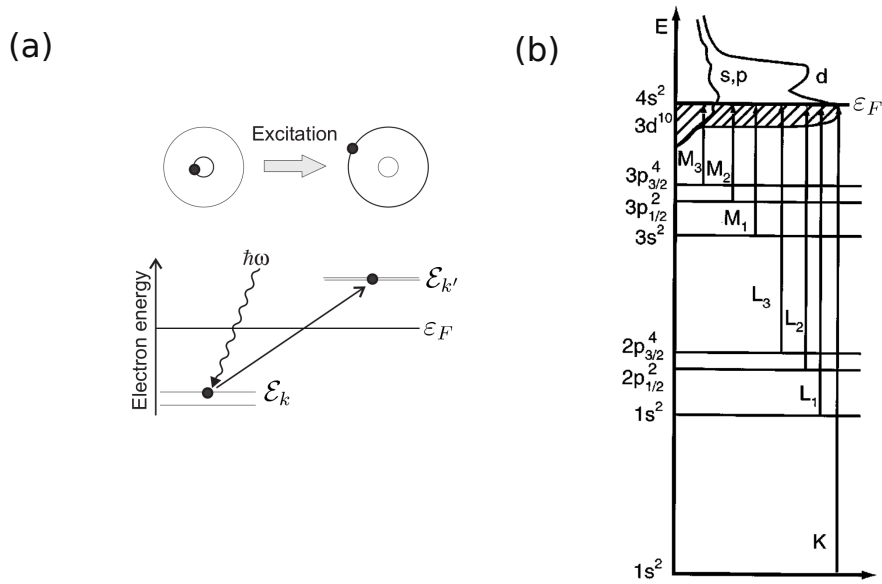 (a)
Excitation
ħω
Electron energy
ℰk′
εF
ℰk
(b)
E
s,p
d
4s²
εF
3d¹⁰
M₃
M₂
3p⁴3/2
3p²1/2
M₁
3s²
L₃
L₂
2p⁴3/2
2p²1/2
L₁
1s²
K
1s²